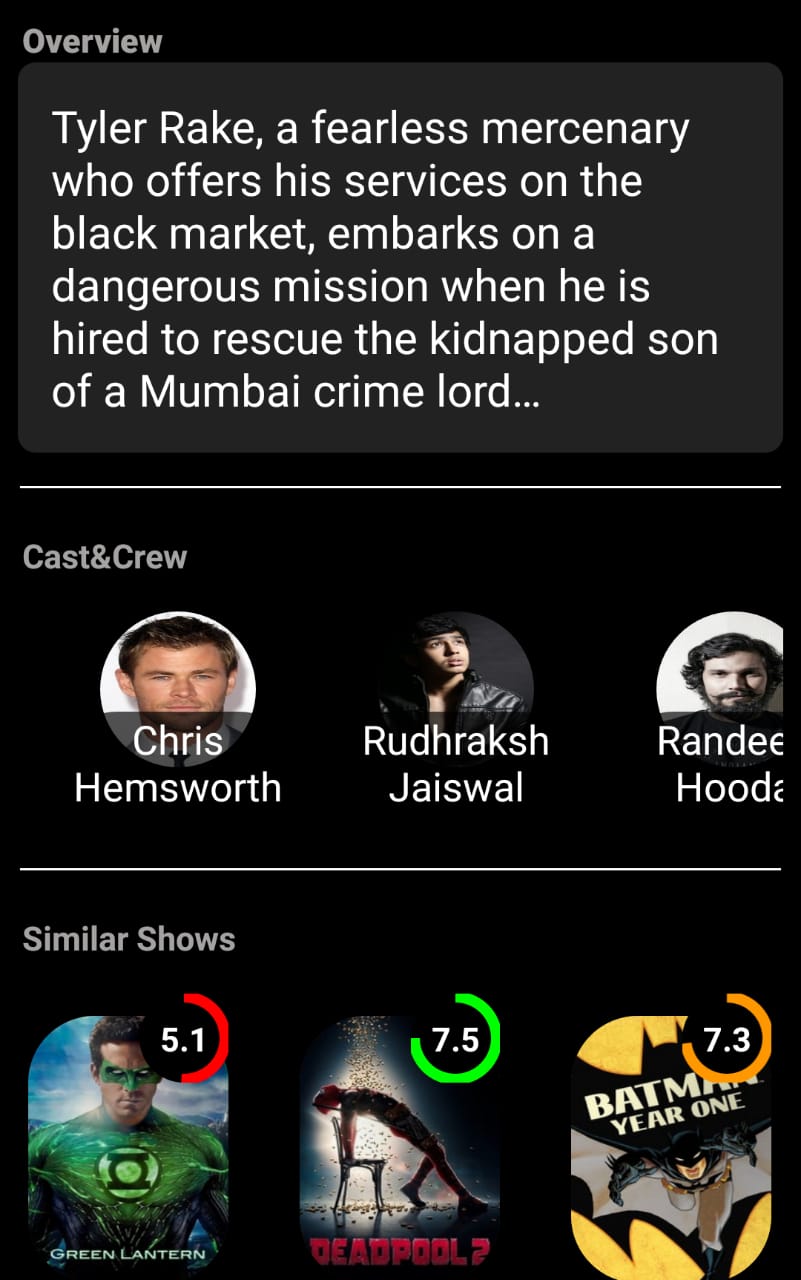 Overview
Tyler Rake, a fearless mercenary
who offers his services on the
black market, embarks on a
dangerous mission when he is
hired to rescue the kidnapped son
of a Mumbai crime lord…
Cast&Crew
Chris
Hemsworth
Rudhraksh
Jaiswal
Randee
Hooda
Similar Shows
5.1
7.5
7.3
BATMAN
YEAR ONE
GREEN LANTERN
DEADPOOL2